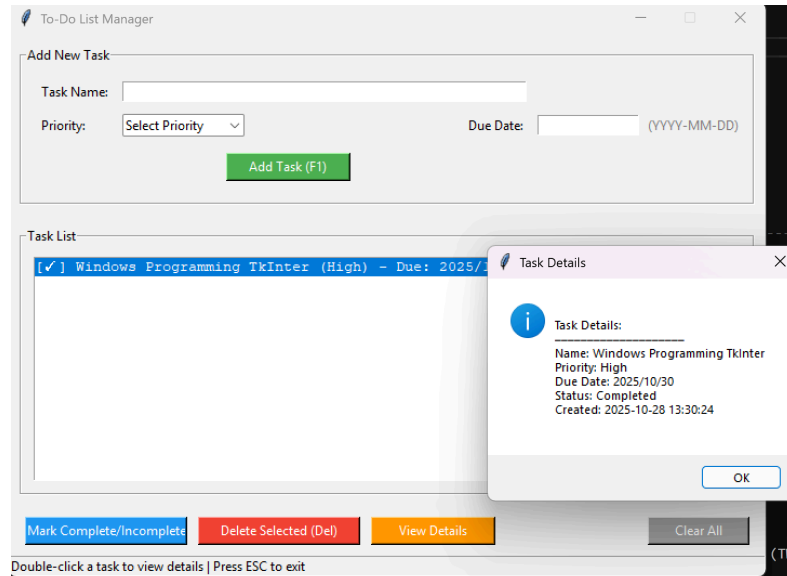 To-Do List Manager
Add New Task
Task Name:
Priority: Select Priority Due Date: (YYYY-MM-DD)
Add Task (F1)
Task List
[✓] Windows Programming TkInter (High) - Due: 2025/1
Task Details
Task Details:
--------------------
Name: Windows Programming TkInter
Priority: High
Due Date: 2025/10/30
Status: Completed
Created: 2025-10-28 13:30:24
OK
Mark Complete/Incomplete Delete Selected (Del) View Details Clear All
Double-click a task to view details | Press ESC to exit